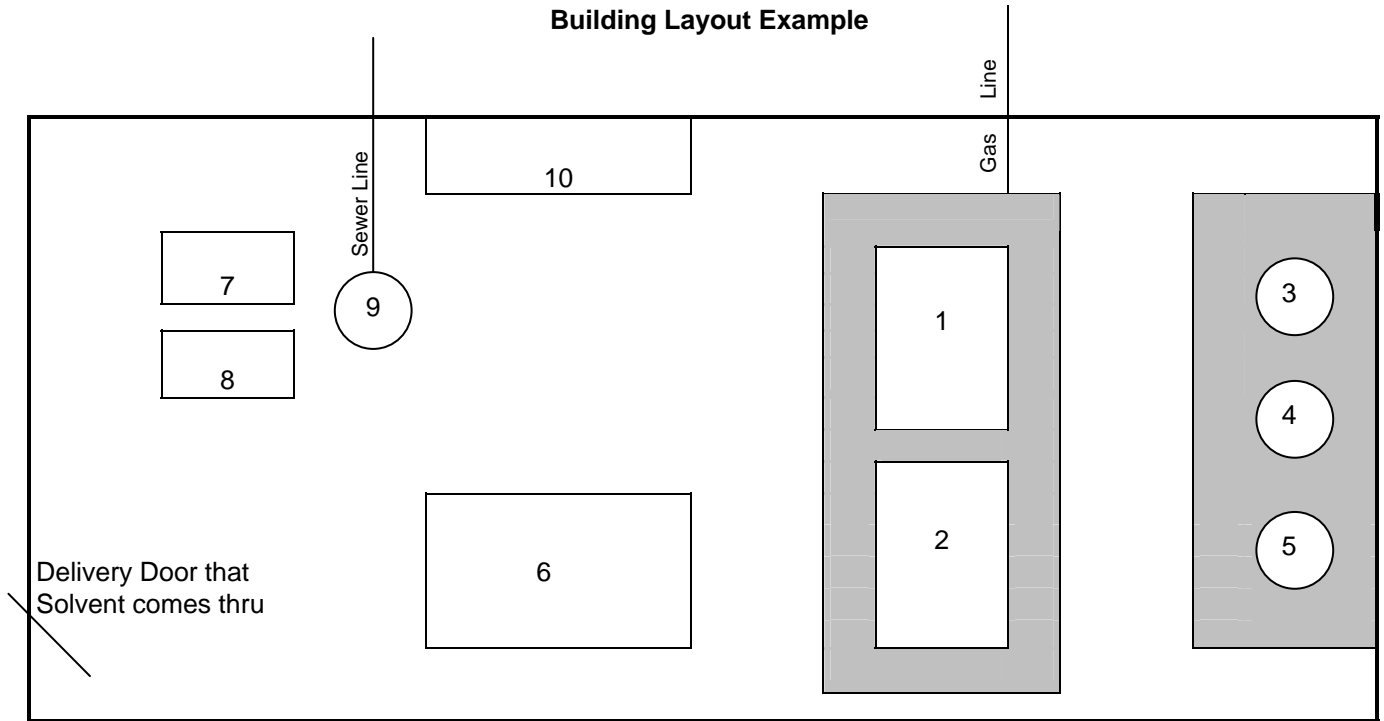 Building Layout Example
Line
Gas
Sewer Line
10
7
9
8
1
3
4
2
5
6
Delivery Door that
Solvent comes thru